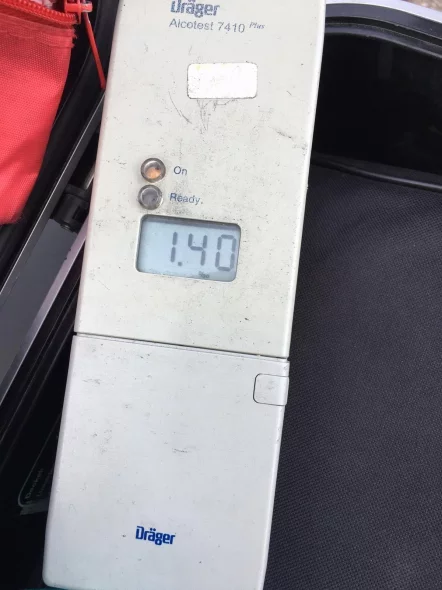 Dräger
Alcotest 7410 Plus
On
Ready.
1.40
Dräger